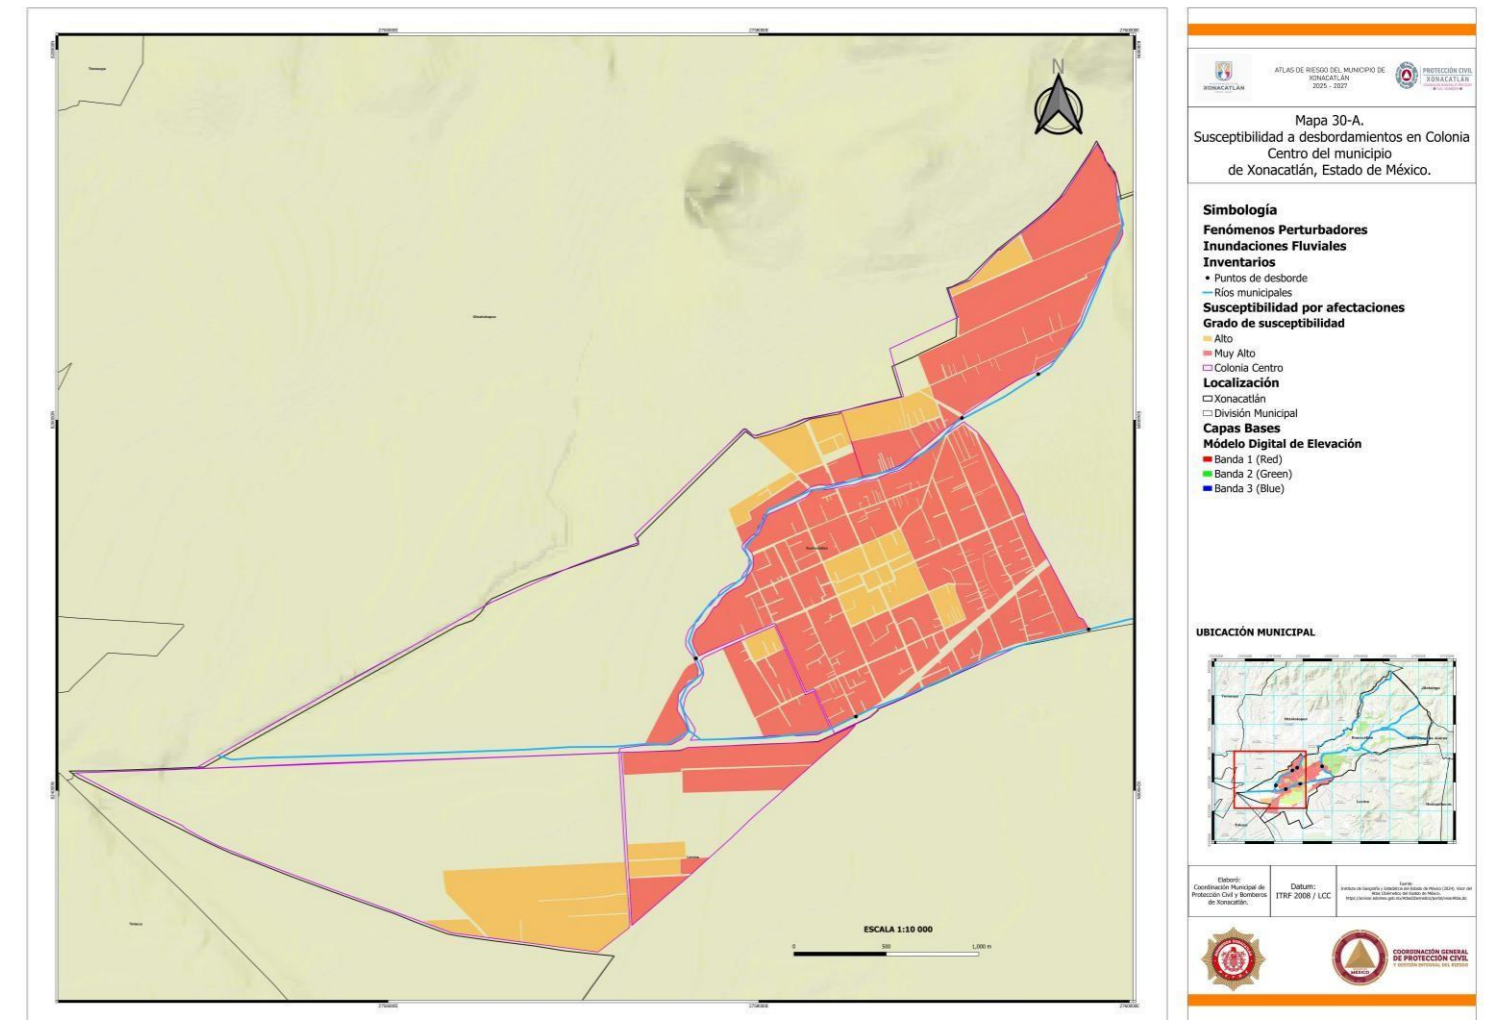 XONACATLÁN
ATLAS DE RIESGO DEL MUNICIPIO DE
XONACATLÁN
2025 - 2027
PROTECCIÓN CIVIL
XONACATLÁN
Mapa 30-A.
Susceptibilidad a desbordamientos en Colonia
Centro del municipio
de Xonacatlán, Estado de México.
Simbología
Fenómenos Perturbadores
Inundaciones Fluviales
Inventarios
Puntos de desborde
Ríos municipales
Susceptibilidad por afectaciones
Grado de susceptibilidad
Alto
Muy Alto
Colonia Centro
Localización
Xonacatlán
División Municipal
Capas Bases
Módelo Digital de Elevación
Banda 1 (Red)
Banda 2 (Green)
Banda 3 (Blue)
UBICACIÓN MUNICIPAL
Elaboró:
Coordinación Municipal de
Protección Civil y Bomberos
de Xonacatlán.
Datum:
ITRF 2008 / LCC
COORDINACIÓN GENERAL
DE PROTECCIÓN CIVIL
Y GESTIÓN INTEGRAL DEL RIESGO
N
ESCALA 1:10 000
0 500 1,000 m